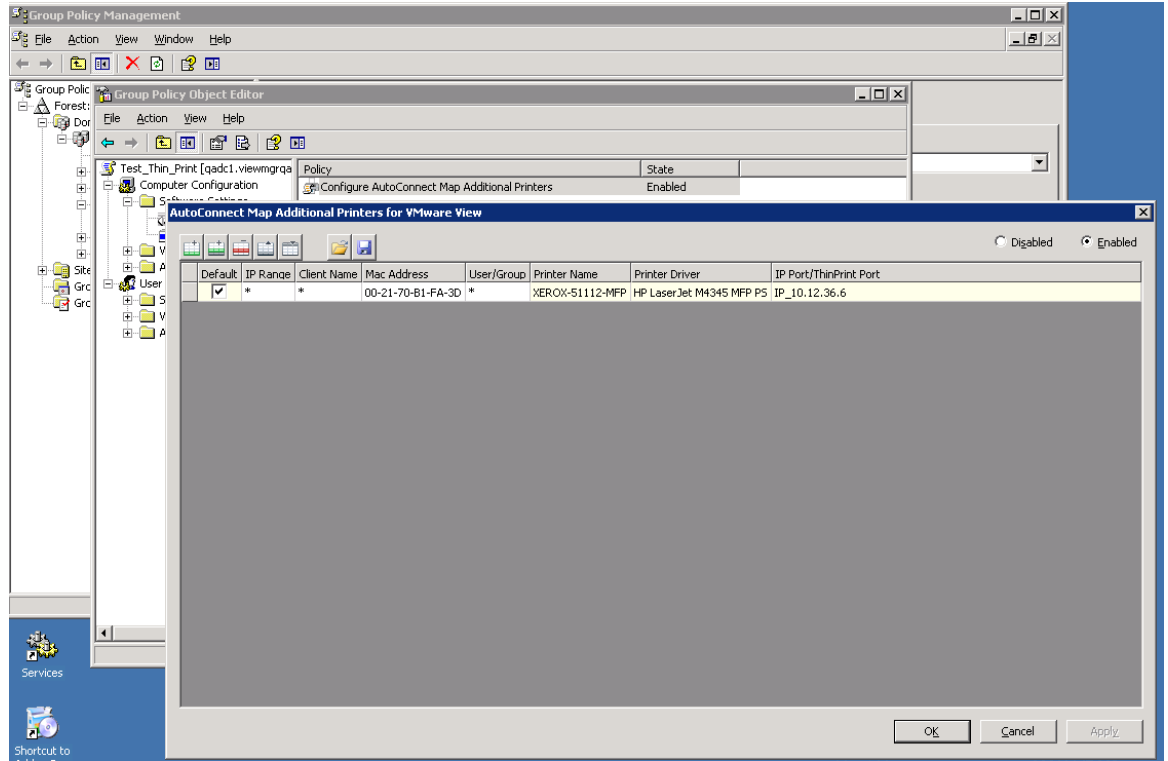 Group Policy Management
File Action View Window Help
Group Polic
Forest:
Dor
Site
Grc
Grc
Group Policy Object Editor
File Action View Help
Test_Thin_Print [qadc1.viewmgrqa
Computer Configuration
Software Settings
User
Policy State
Configure AutoConnect Map Additional Printers Enabled
AutoConnect Map Additional Printers for VMware View
Disabled Enabled
Default IP Range Client Name Mac Address User/Group Printer Name Printer Driver IP Port/ThinPrint Port
* * 00-21-70-B1-FA-3D * XEROX-51112-MFP HP LaserJet M4345 MFP PS IP_10.12.36.6
OK Cancel Apply
Services
Shortcut to